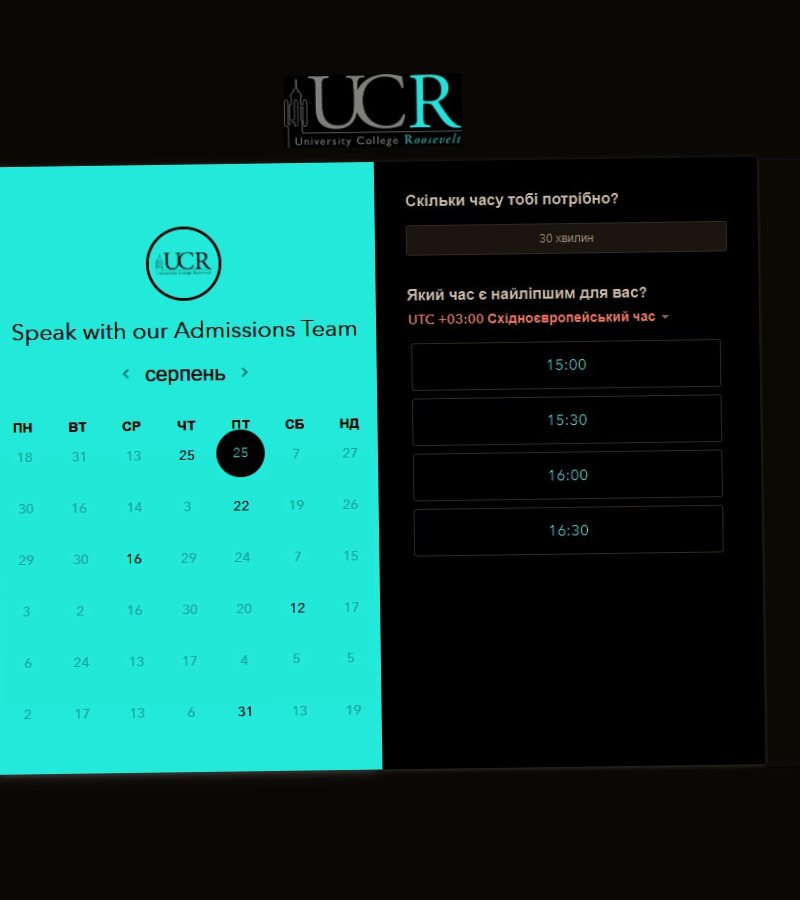 UCR
University College Roosevelt
UCR
University College Roosevelt
Speak with our Admissions Team
серпень
ПН ВТ СР ЧТ ПТ СБ НД
18 31 13 25 25 7 27
30 16 14 3 22 19 26
29 30 16 29 24 7 15
3 2 16 30 20 12 17
6 24 13 17 4 5 5
2 17 13 6 31 13 19
Скільки часу тобі потрібно?
30 хвилин
Який час є найліпшим для вас?
UTC +03:00 Східноєвропейський час
15:00
15:30
16:00
16:30